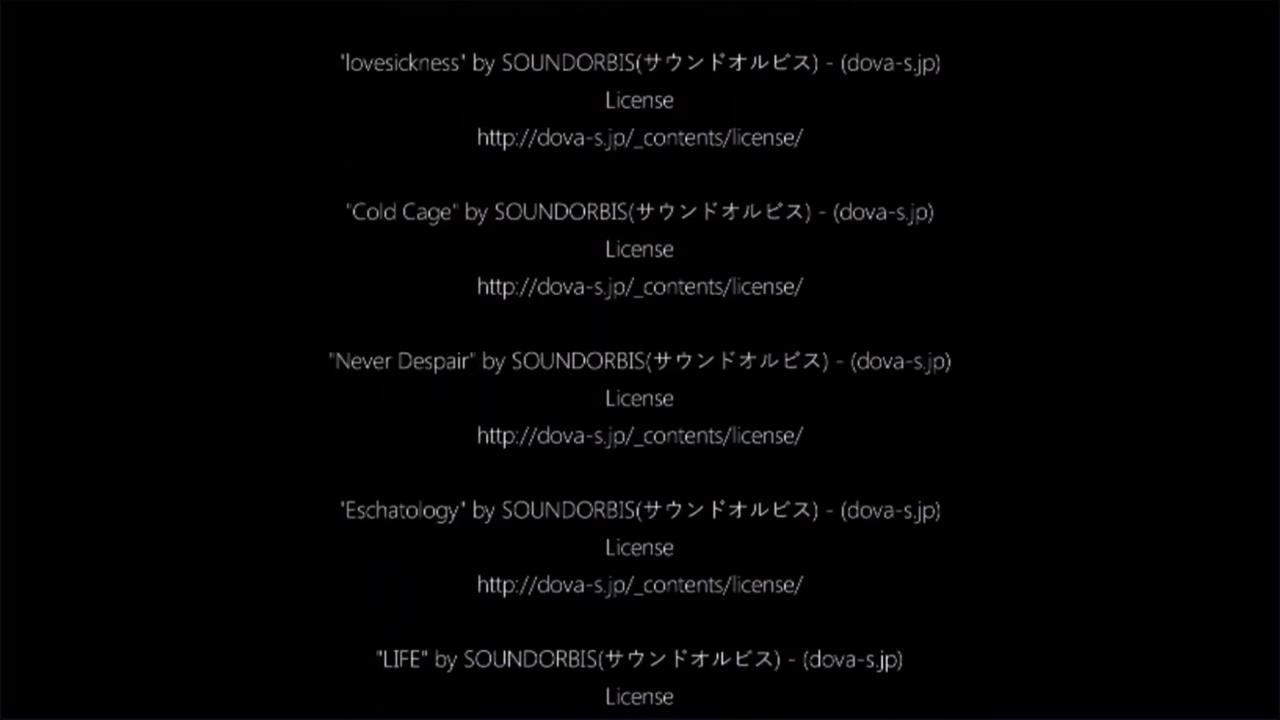 "lovesickness" by SOUNDORBIS(サウンドオルビス) - (dova-s.jp)
License
http://dova-s.jp/_contents/license/
"Cold Cage" by SOUNDORBIS(サウンドオルビス) - (dova-s.jp)
License
http://dova-s.jp/_contents/license/
"Never Despair" by SOUNDORBIS(サウンドオルビス) - (dova-s.jp)
License
http://dova-s.jp/_contents/license/
"Eschatology" by SOUNDORBIS(サウンドオルビス) - (dova-s.jp)
License
http://dova-s.jp/_contents/license/
"LIFE" by SOUNDORBIS(サウンドオルビス) - (dova-s.jp)
License